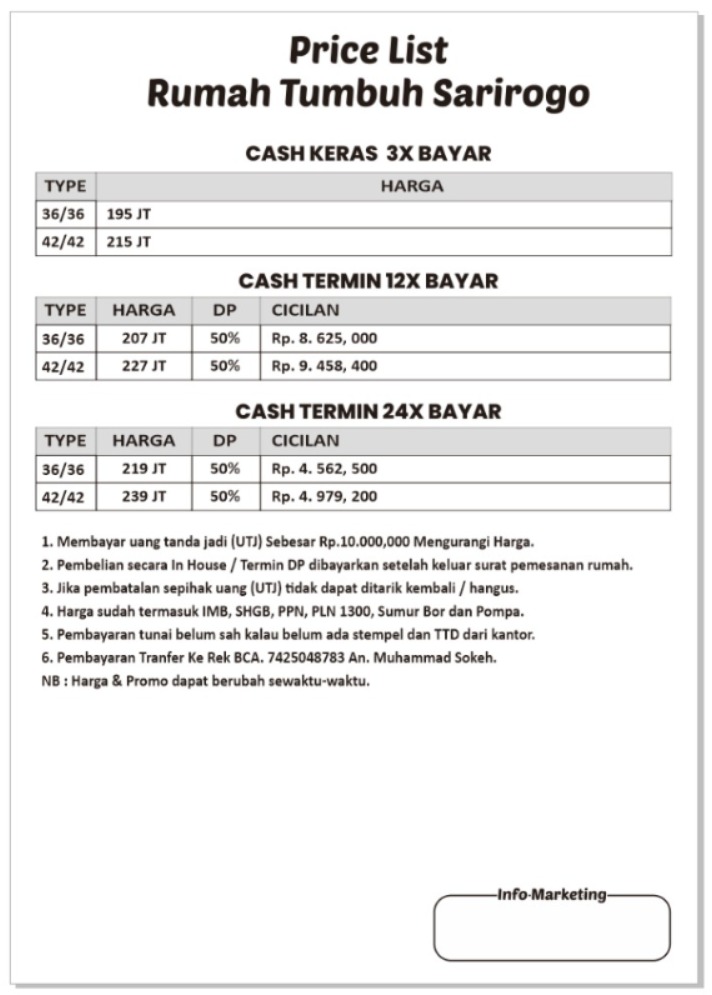 Price List
Rumah Tumbuh Sarirogo
CASH KERAS 3X BAYAR
TYPE HARGA
36/36 195 JT
42/42 215 JT
CASH TERMIN 12X BAYAR
TYPE HARGA DP CICILAN
36/36 207 JT 50% Rp. 8. 625, 000
42/42 227 JT 50% Rp. 9. 458, 400
CASH TERMIN 24X BAYAR
TYPE HARGA DP CICILAN
36/36 219 JT 50% Rp. 4. 562, 500
42/42 239 JT 50% Rp. 4. 979, 200
1. Membayar uang tanda jadi (UTJ) Sebesar Rp.10.000,000 Mengurangi Harga.
2. Pembelian secara In House / Termin DP dibayarkan setelah keluar surat pemesanan rumah.
3. Jika pembatalan sepihak uang (UTJ) tidak dapat ditarik kembali / hangus.
4. Harga sudah termasuk IMB, SHGB, PPN, PLN 1300, Sumur Bor dan Pompa.
5. Pembayaran tunai belum sah kalau belum ada stempel dan TTD dari kantor.
6. Pembayaran Tranfer Ke Rek BCA. 7425048783 An. Muhammad Sokeh.
NB : Harga & Promo dapat berubah sewaktu-waktu.
Info Marketing